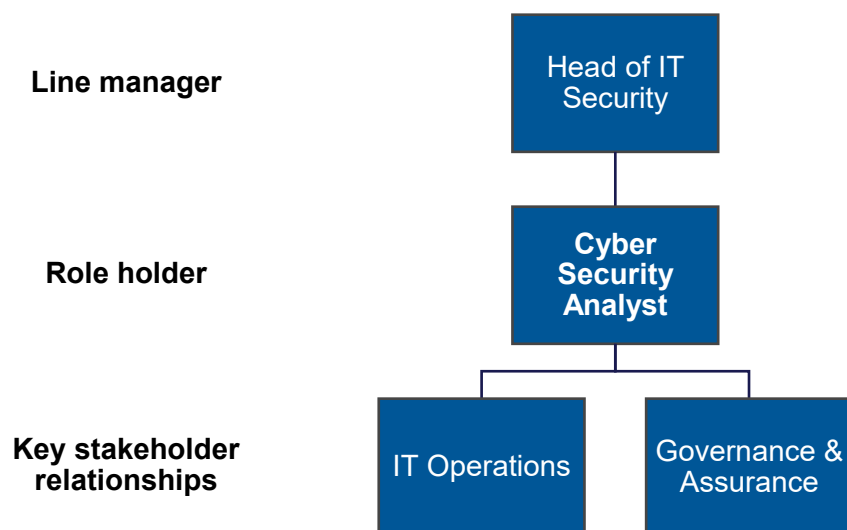 Line manager
Head of IT
Security
Role holder
Cyber
Security
Analyst
Key stakeholder
relationships
IT Operations
Governance &
Assurance